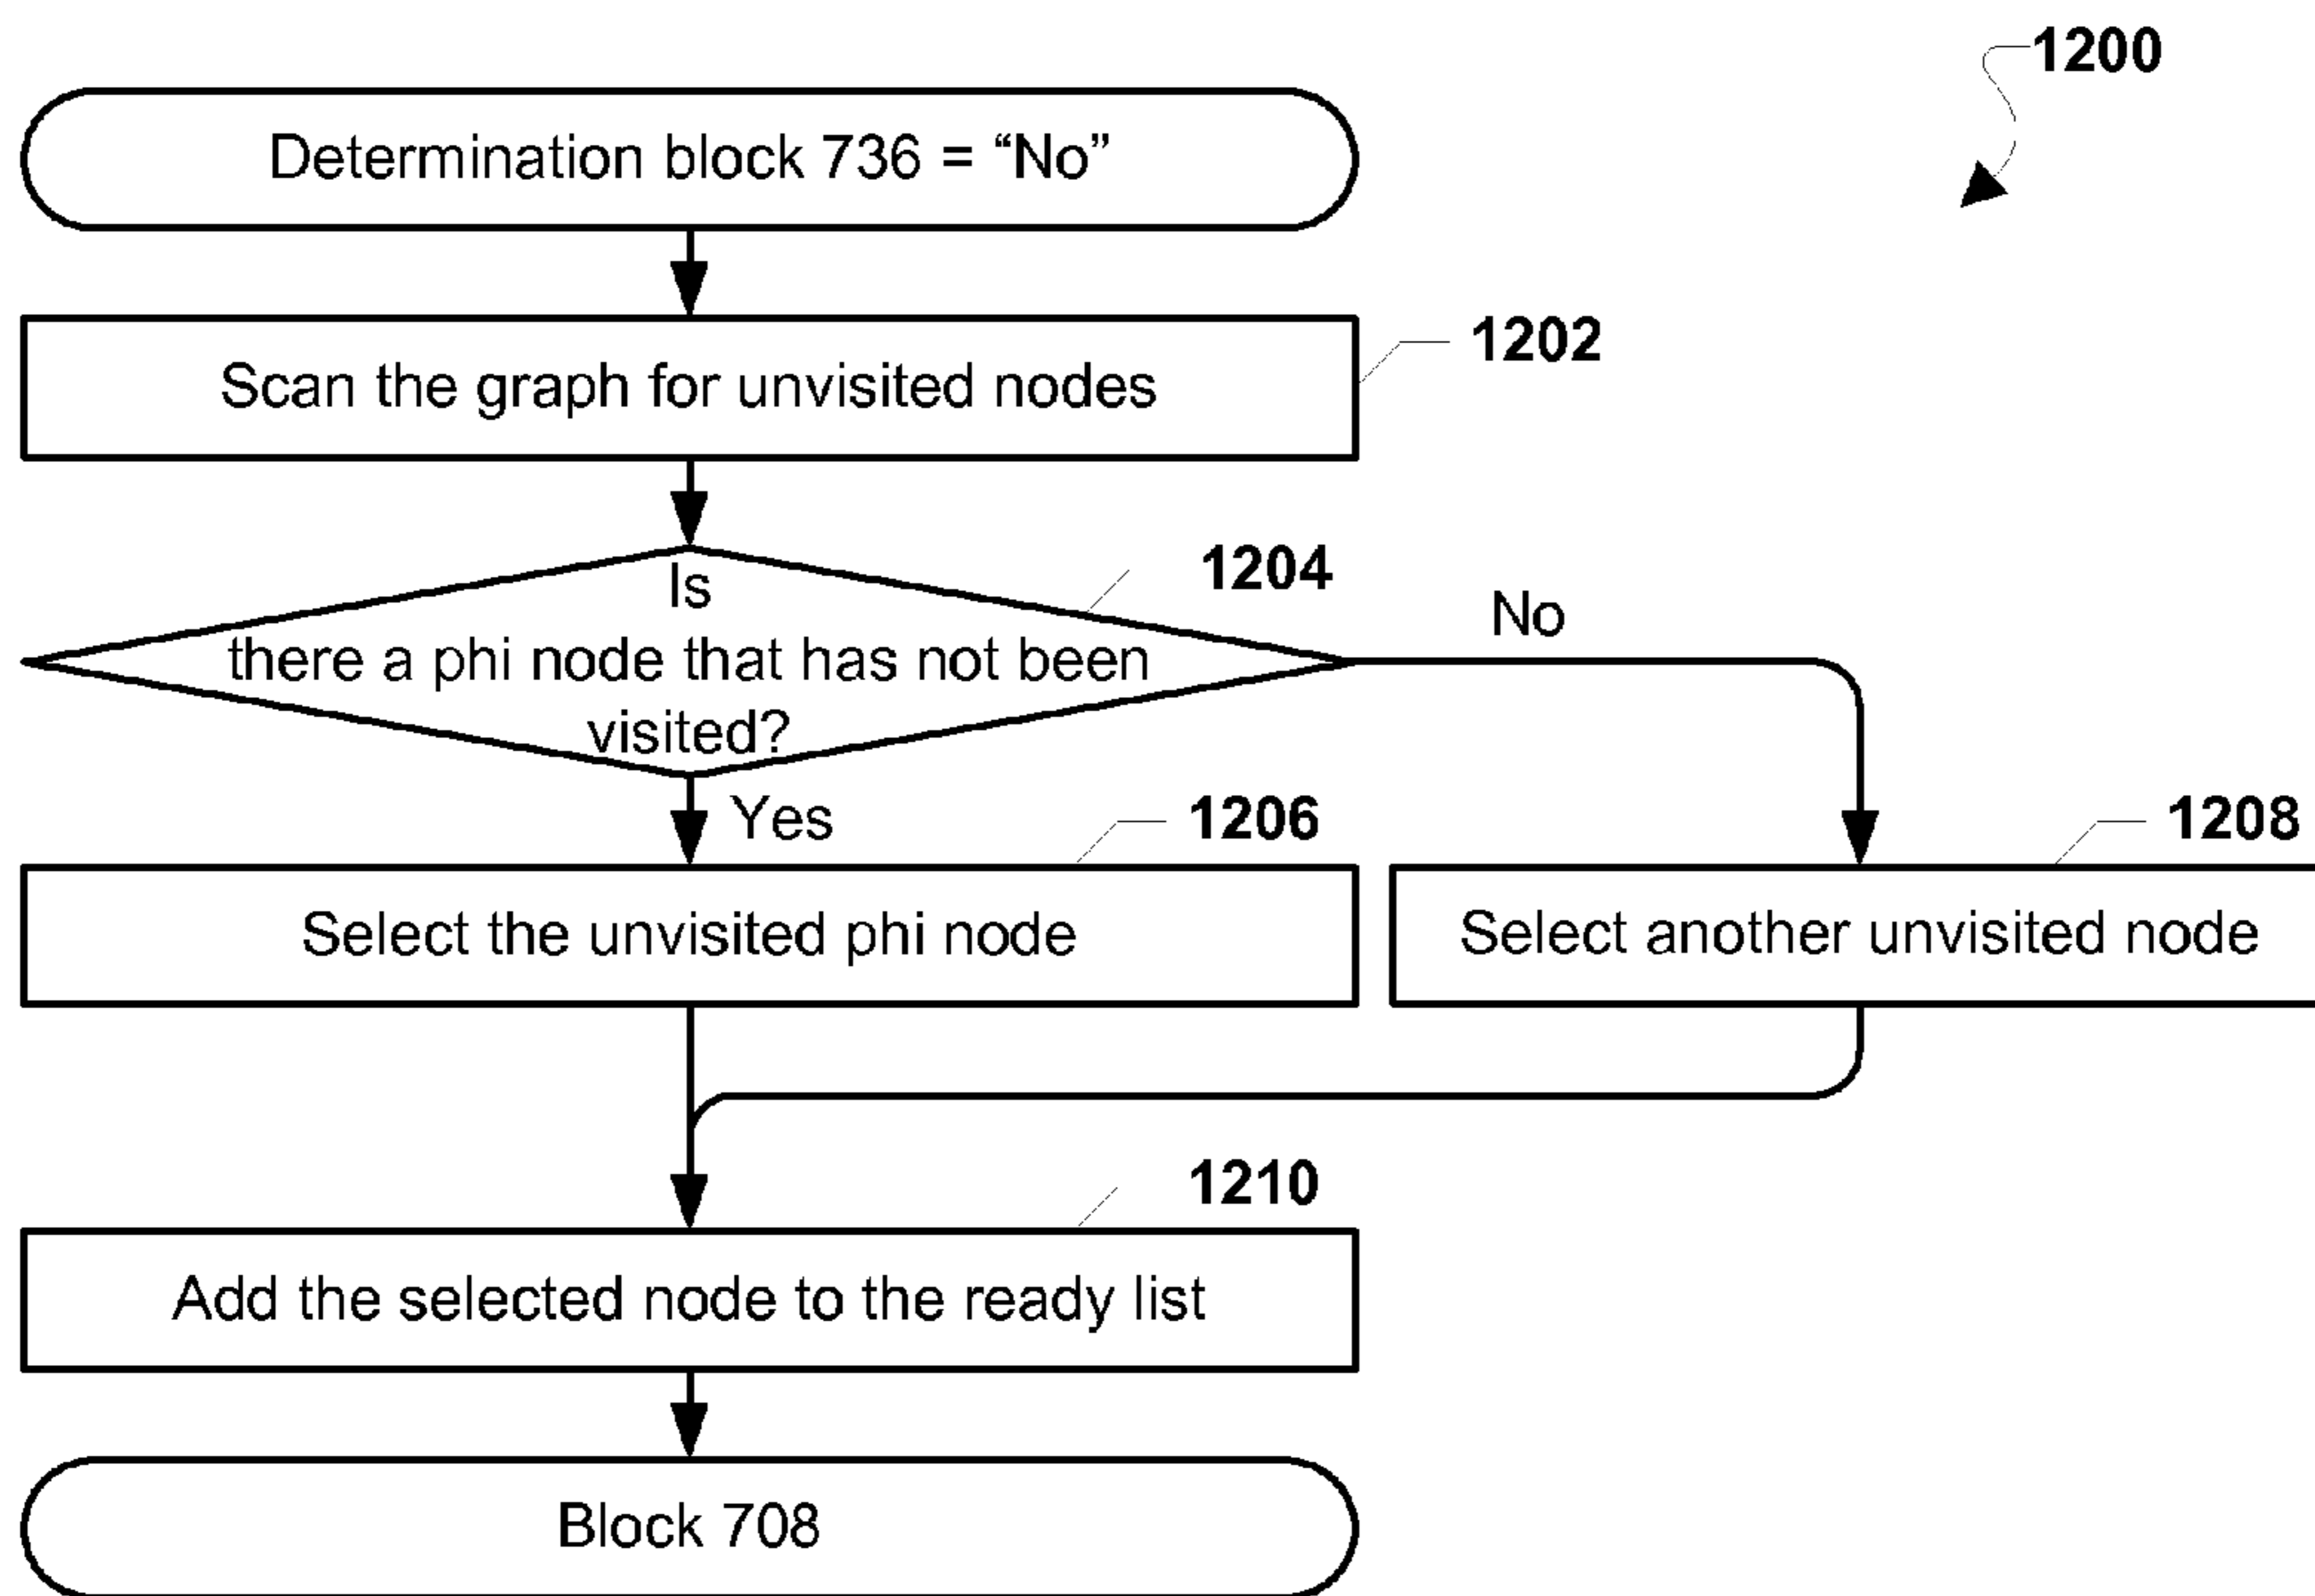 1200
Determination block 736 = “No”
1202
Scan the graph for unvisited nodes
1204
Is
there a phi node that has not been
visited?
No
Yes
1206
1208
Select the unvisited phi node
Select another unvisited node
1210
Add the selected node to the ready list
Block 708